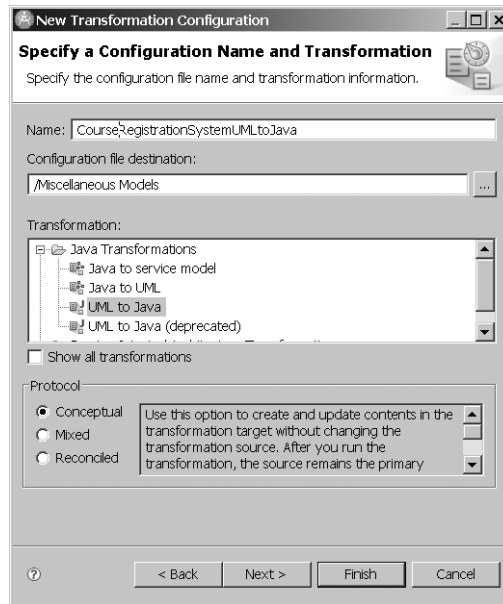 New Transformation Configuration
Specify a Configuration Name and Transformation
Specify the configuration file name and transformation information.
Name: CourseRegistrationSystemUMLtoJava
Configuration file destination:
/Miscellaneous Models
...
Transformation:
Java Transformations
Java to service model
Java to UML
UML to Java
UML to Java (deprecated)
Show all transformations
Protocol
Conceptual
Mixed
Reconciled
Use this option to create and update contents in the
transformation target without changing the
transformation source. After you run the
transformation, the source remains the primary
? < Back Next > Finish Cancel